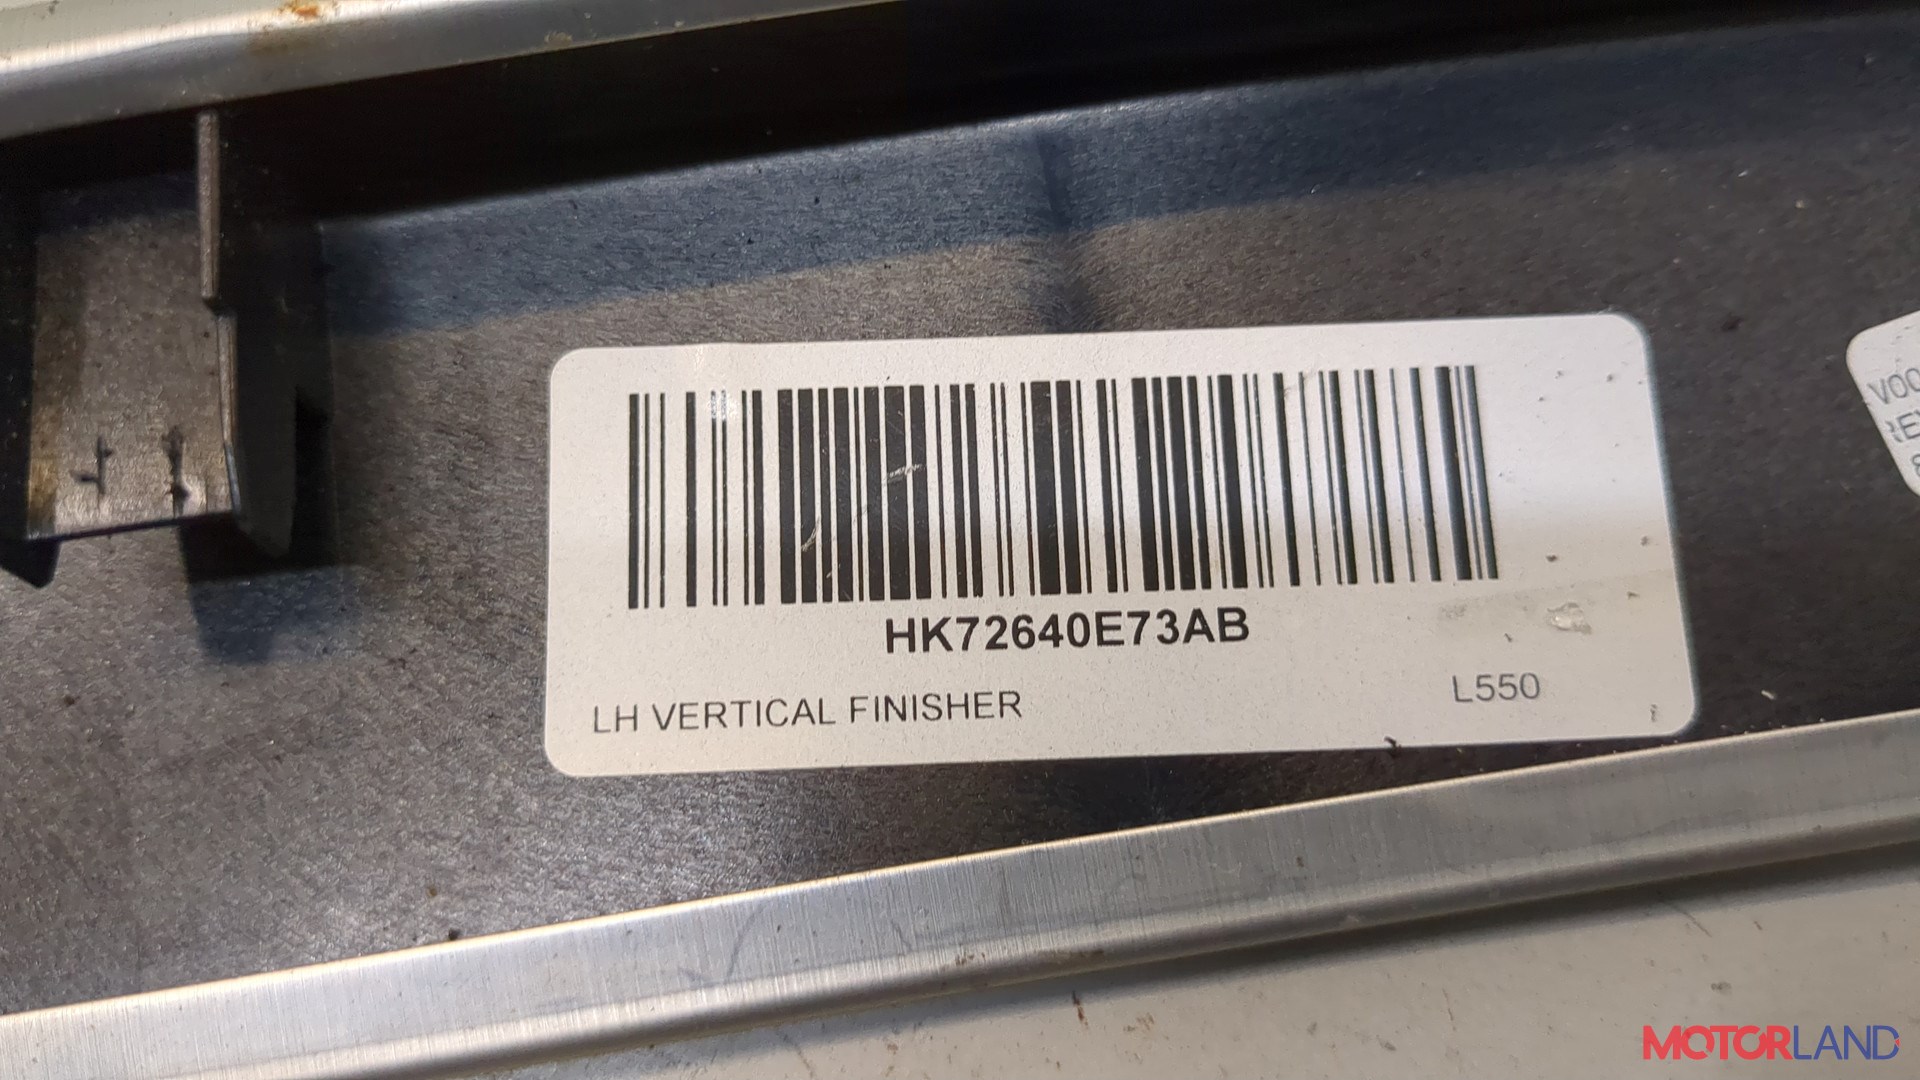 HK72640E73AB
LH VERTICAL FINISHER
L550
MOTORLAND